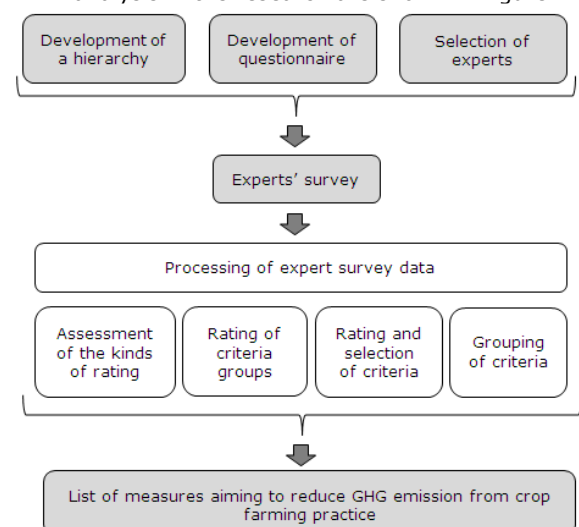 Development of
a hierarchy
Development of
questionnaire
Selection of
experts
Experts' survey
Processing of expert survey data
Assessment
of the kinds
of rating
Rating of
criteria
groups
Rating and
selection
of criteria
Grouping
of criteria
List of measures aiming to reduce GHG emission from crop
farming practice